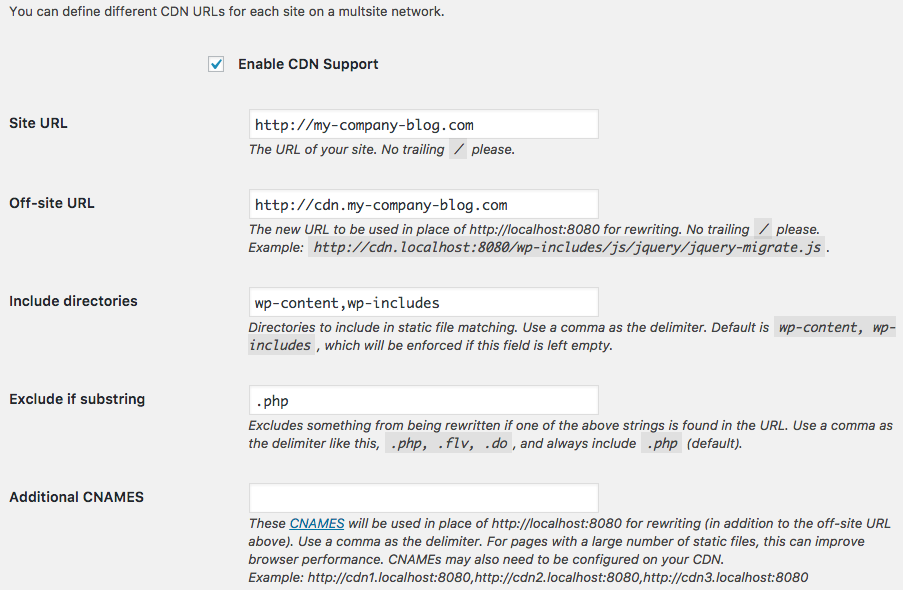 You can define different CDN URLs for each site on a multsite network.
Enable CDN Support
Site URL
http://my-company-blog.com
The URL of your site. No trailing / please.
Off-site URL
http://cdn.my-company-blog.com
The new URL to be used in place of http://localhost:8080 for rewriting. No trailing / please.
Example: http://cdn.localhost:8080/wp-includes/js/jquery/jquery-migrate.js .
Include directories
wp-content,wp-includes
Directories to include in static file matching. Use a comma as the delimiter. Default is wp-content, wp-
includes , which will be enforced if this field is left empty.
Exclude if substring
.php
Excludes something from being rewritten if one of the above strings is found in the URL. Use a comma as
the delimiter like this, .php, .flv, .do , and always include .php (default).
Additional CNAMES
These CNAMES will be used in place of http://localhost:8080 for rewriting (in addition to the off-site URL
above). Use a comma as the delimiter. For pages with a large number of static files, this can improve
browser performance. CNAMEs may also need to be configured on your CDN.
Example: http://cdn1.localhost:8080,http://cdn2.localhost:8080,http://cdn3.localhost:8080